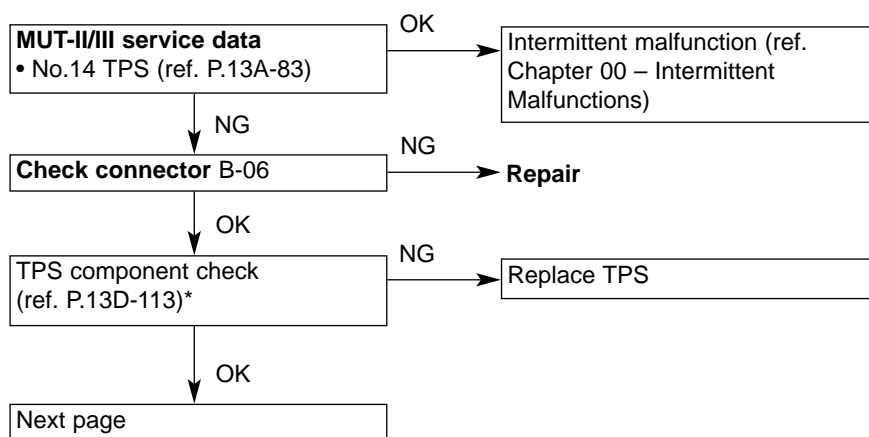 MUT-II/III service data
• No.14 TPS (ref. P.13A-83)
OK
Intermittent malfunction (ref.
Chapter 00 – Intermittent
Malfunctions)
NG
Check connector B-06
NG
Repair
OK
TPS component check
(ref. P.13D-113)*
NG
Replace TPS
OK
Next page